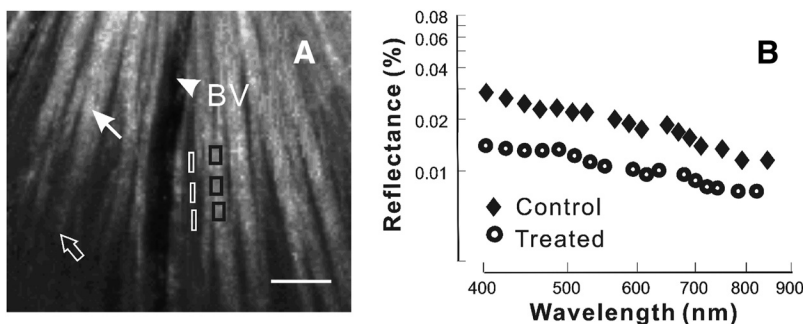 A
BV
B
0.08
0.06
0.04
0.02
0.01
Reflectance (%)
Control
Treated
400 500 600 700 800 900
Wavelength (nm)